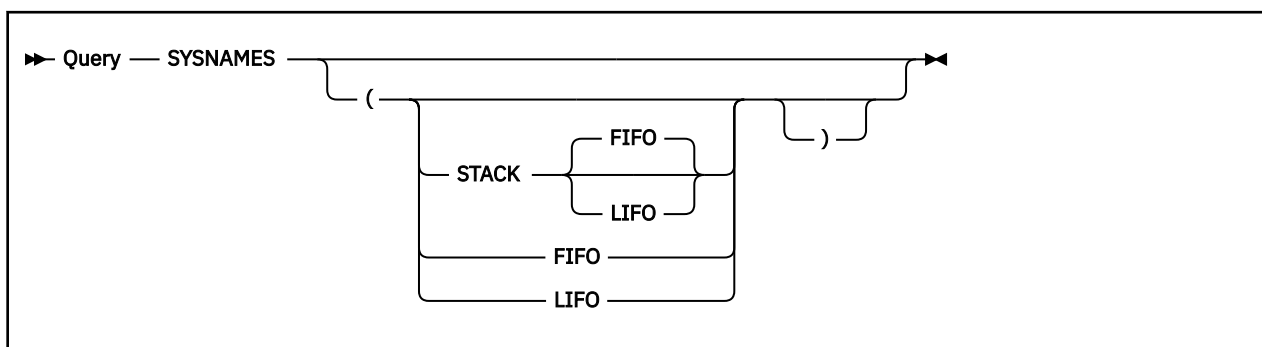 Query SYSNAMES
(
)
FIFO
STACK
LIFO
FIFO
LIFO